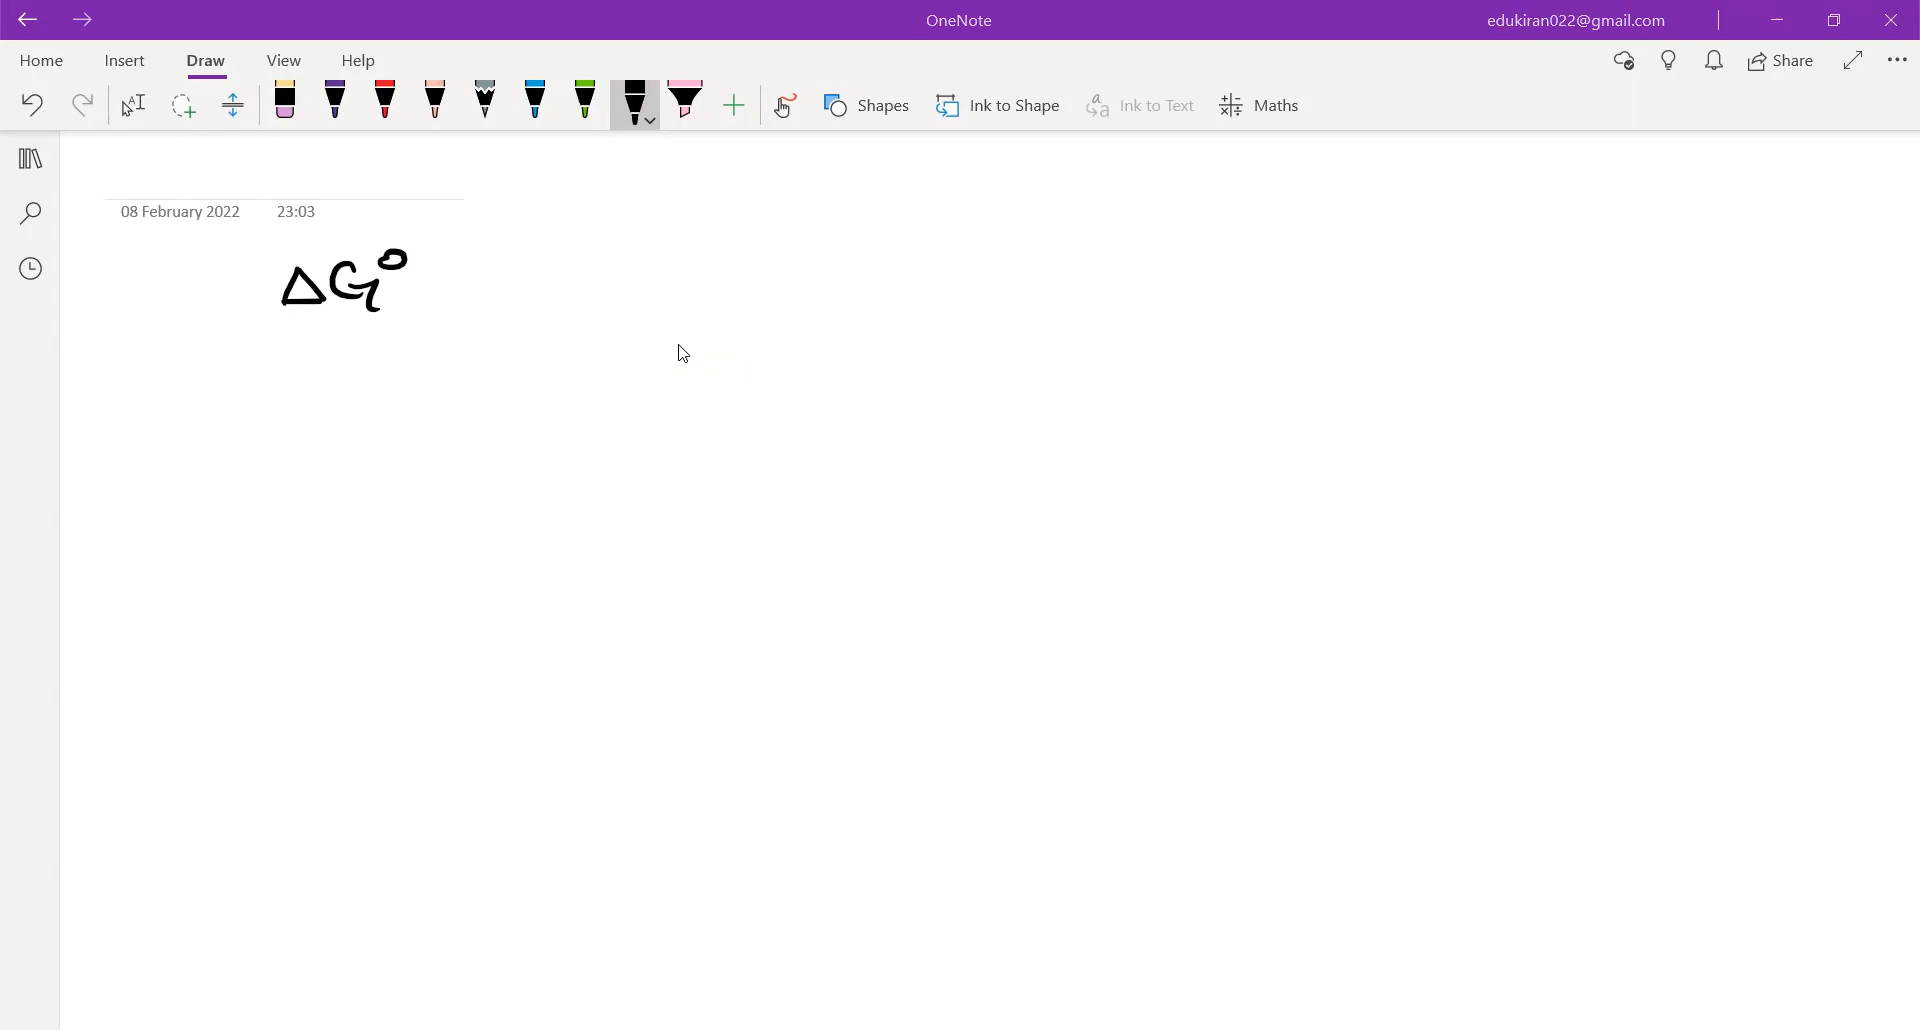 OneNote
edukiran022@gmail.com
Home Insert Draw View Help
Share
Shapes Ink to Shape Ink to Text Maths
08 February 2022 23:03
ΔG°